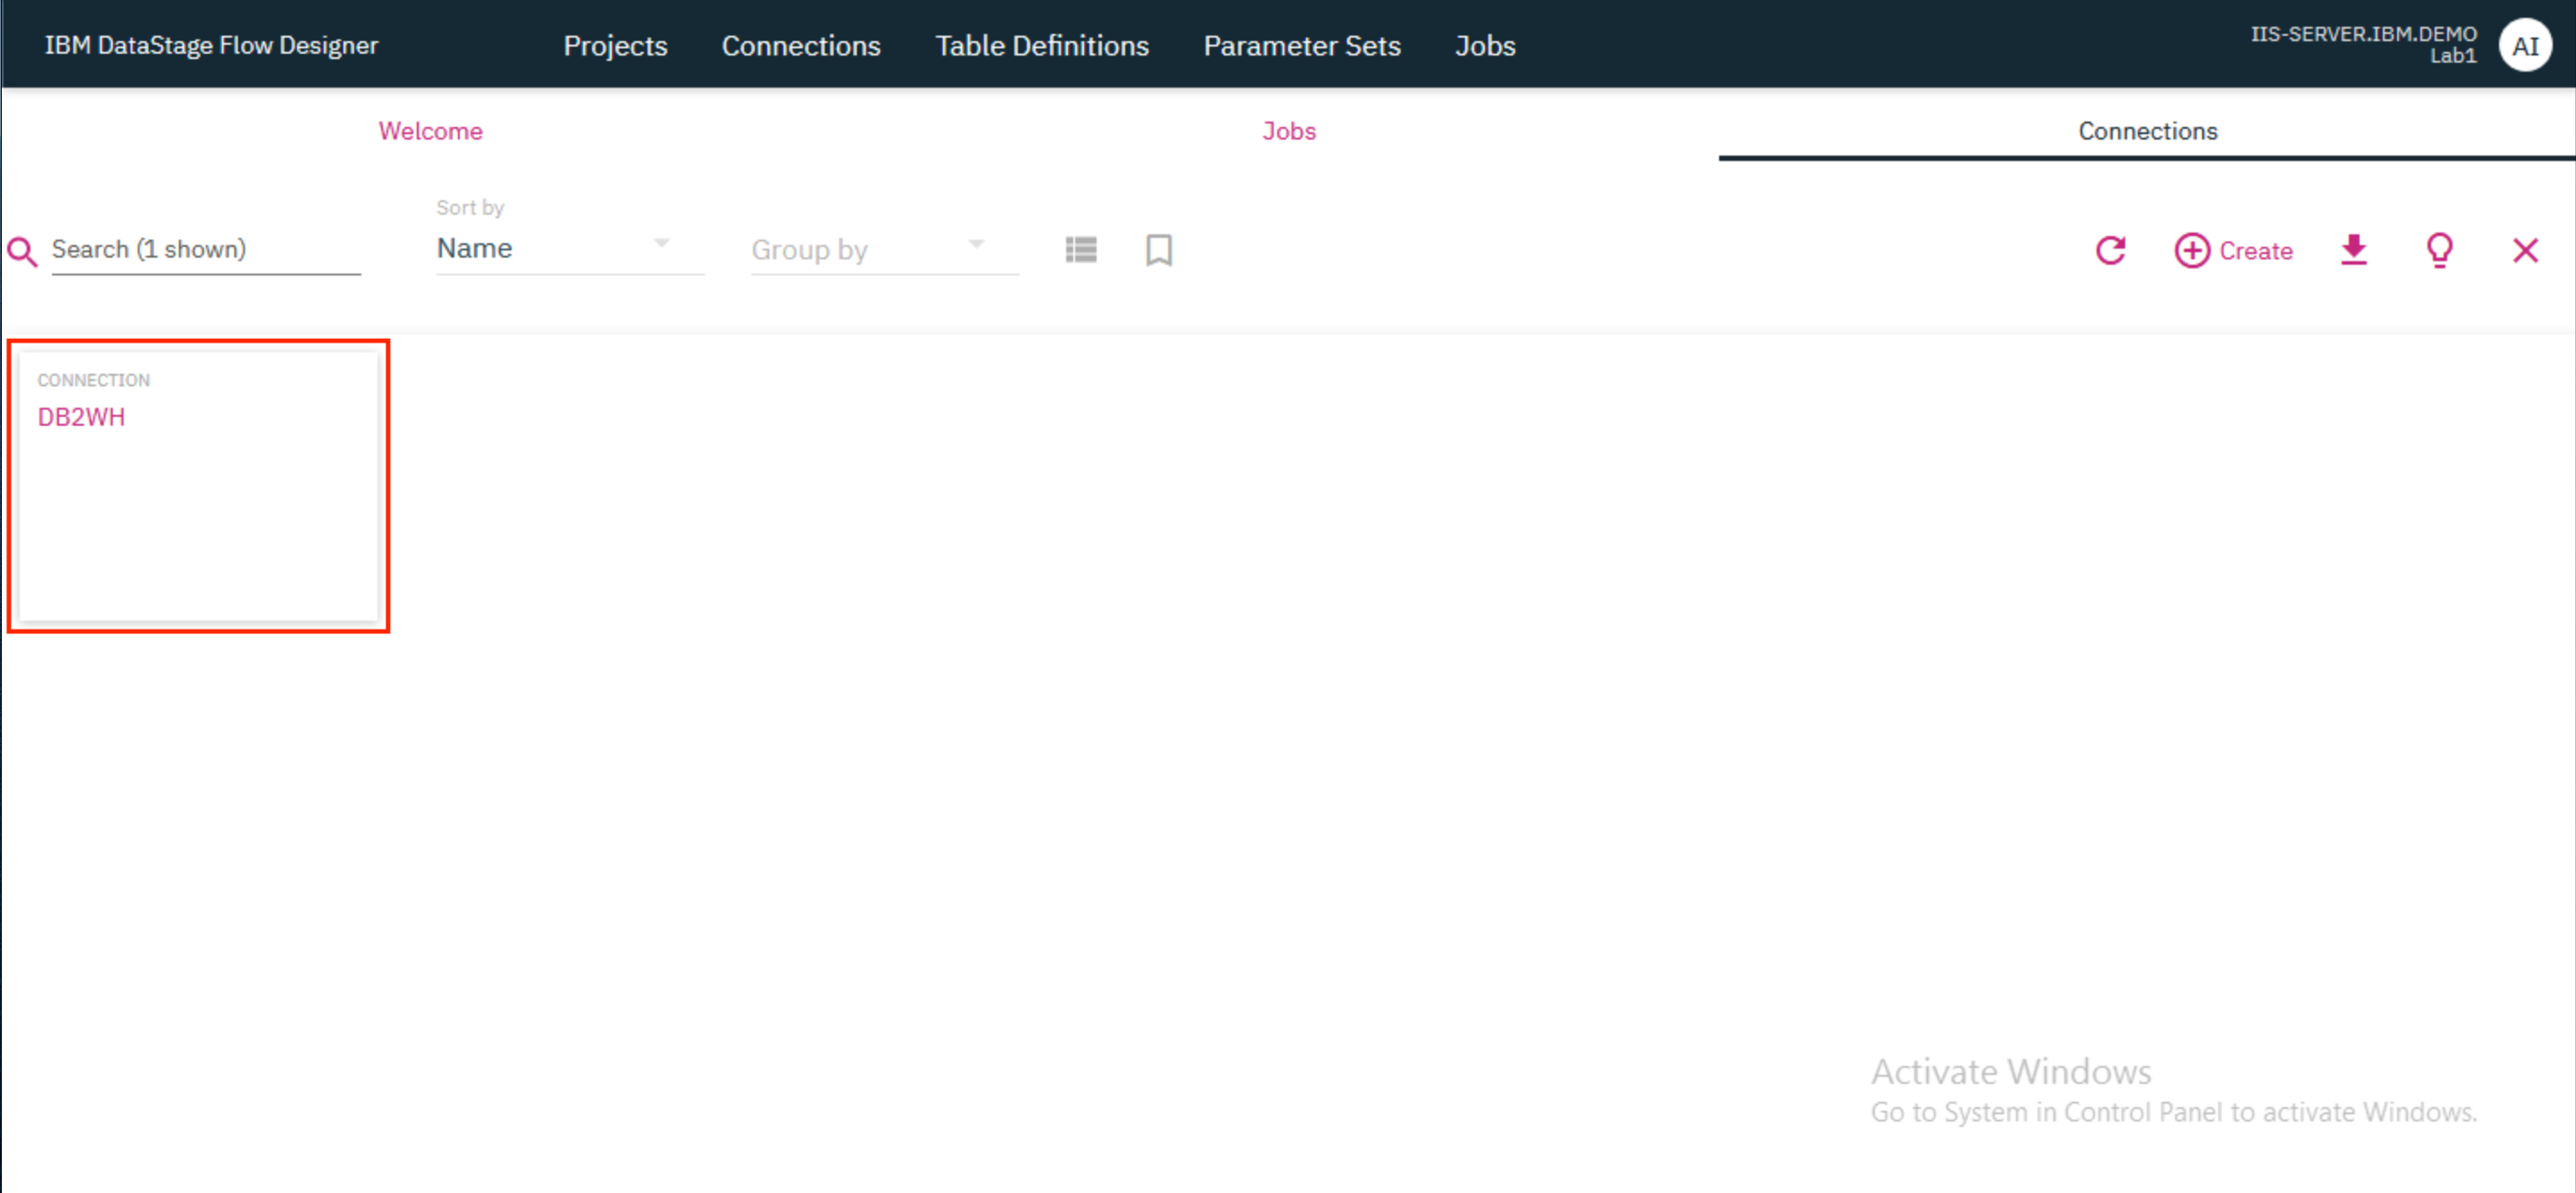 IBM DataStage Flow Designer
Projects
Connections
Table Definitions
Parameter Sets
Jobs
IIS-SERVER.IBM.DEMO
Lab1
AI
Welcome
Jobs
Connections
Search (1 shown)
Sort by
Name
Group by
Create
CONNECTION
DB2WH
Activate Windows
Go to System in Control Panel to activate Windows.